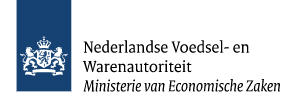 Nederlandse Voedsel- en
Warenautoriteit
Ministerie van Economische Zaken